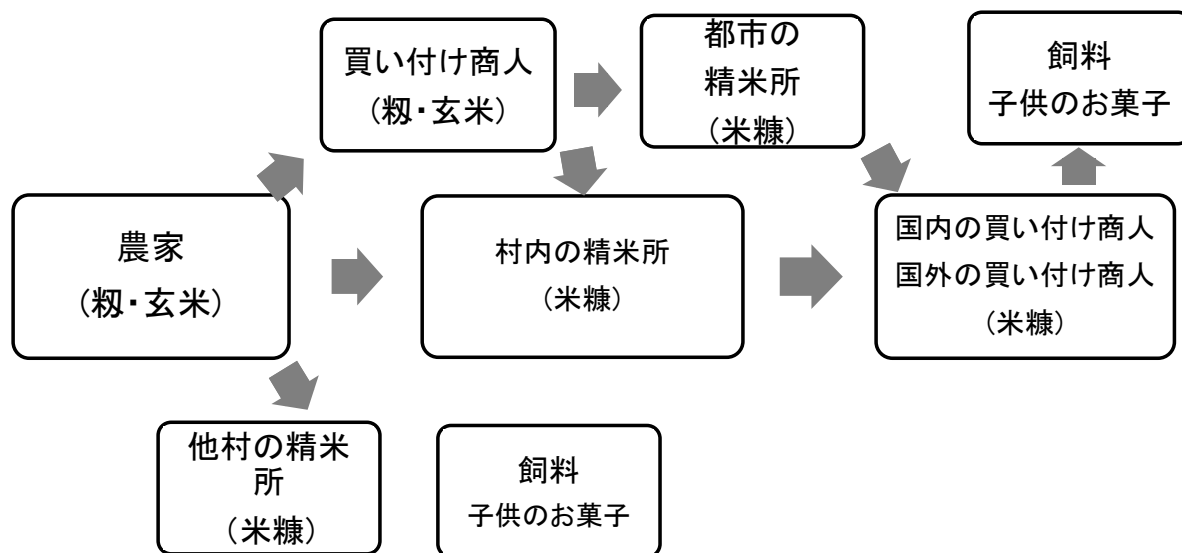 買い付け商人
(籾・玄米)
都市の
精米所
(米糠)
飼料
子供のお菓子
農家
(籾・玄米)
村内の精米所
(米糠)
国内の買い付け商人
国外の買い付け商人
(米糠)
他村の精米
所
(米糠)
飼料
子供のお菓子